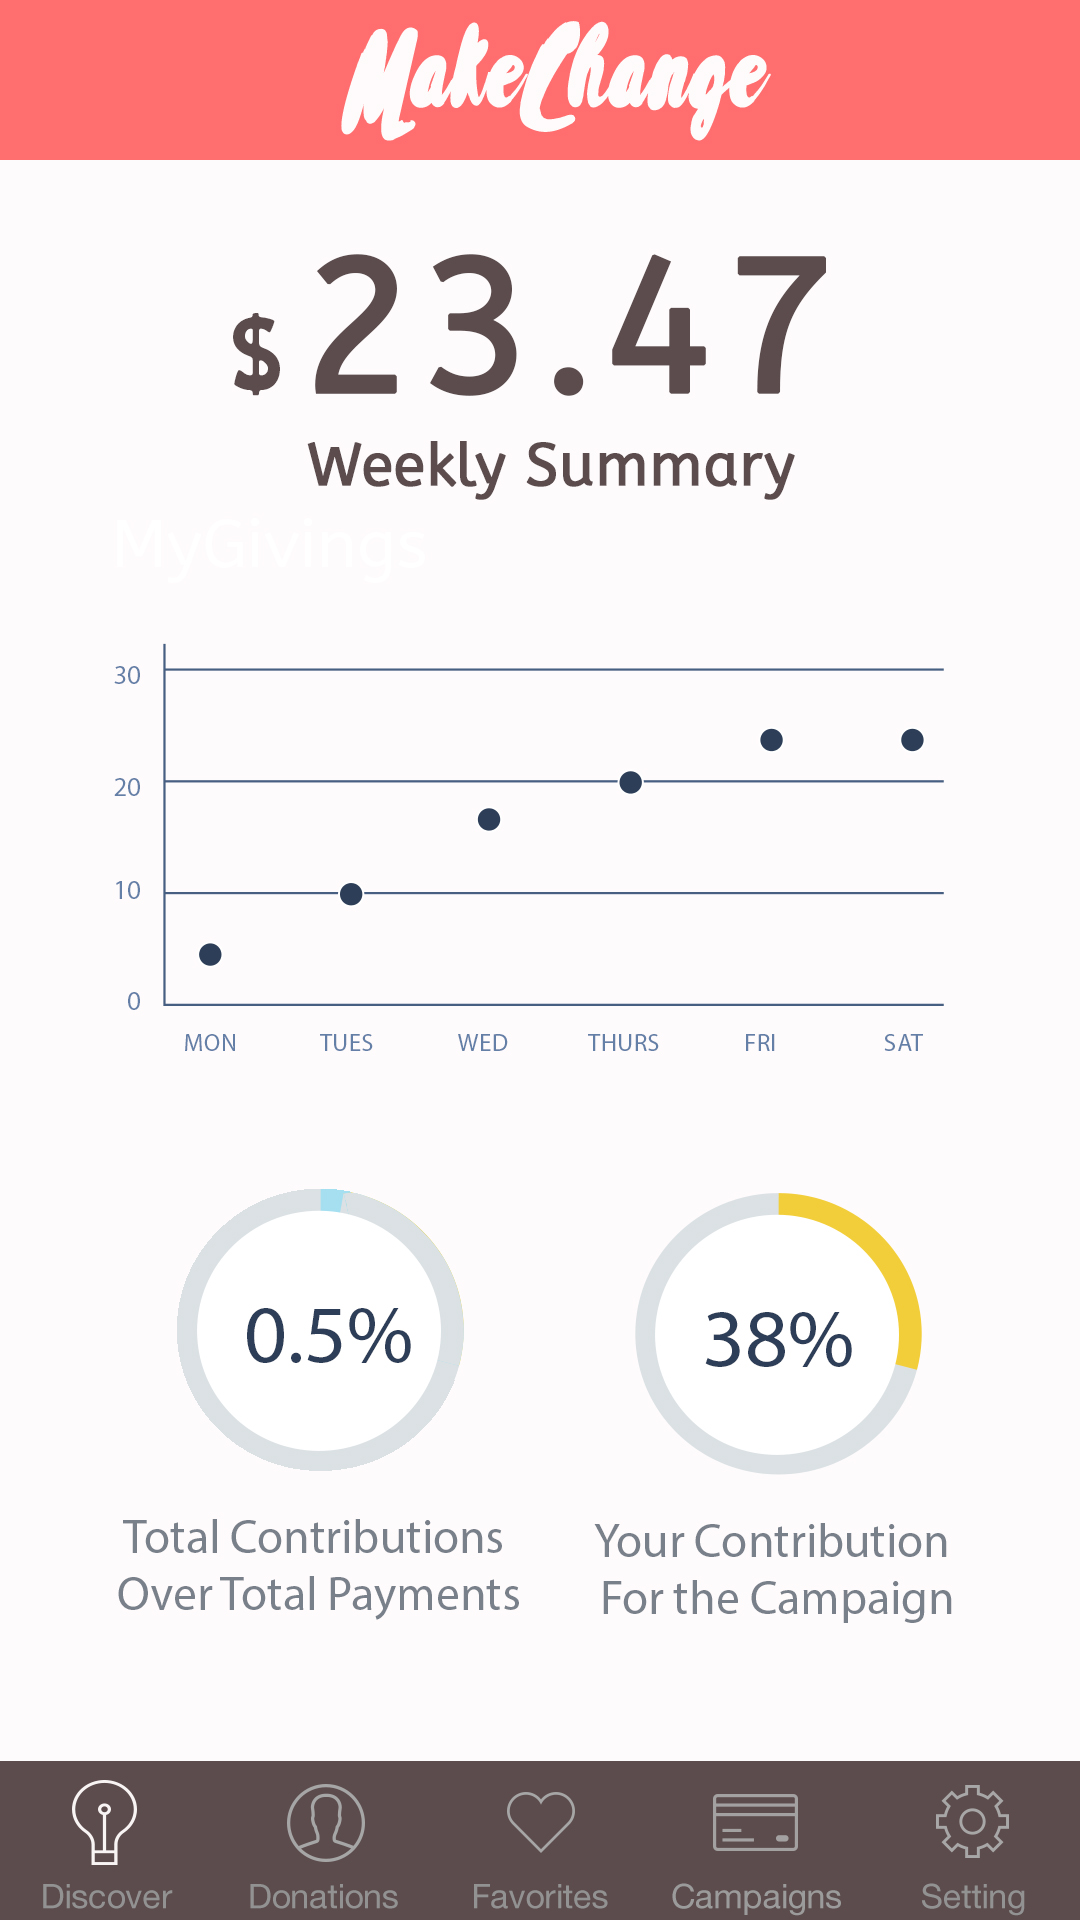 MakeChange
$ 23.47
Weekly Summary
MyGivings
30
20
10
0
MON TUES WED THURS FRI SAT
0.5%
38%
Total Contributions
Over Total Payments
Your Contribution
For the Campaign
Discover Donations Favorites Campaigns Setting